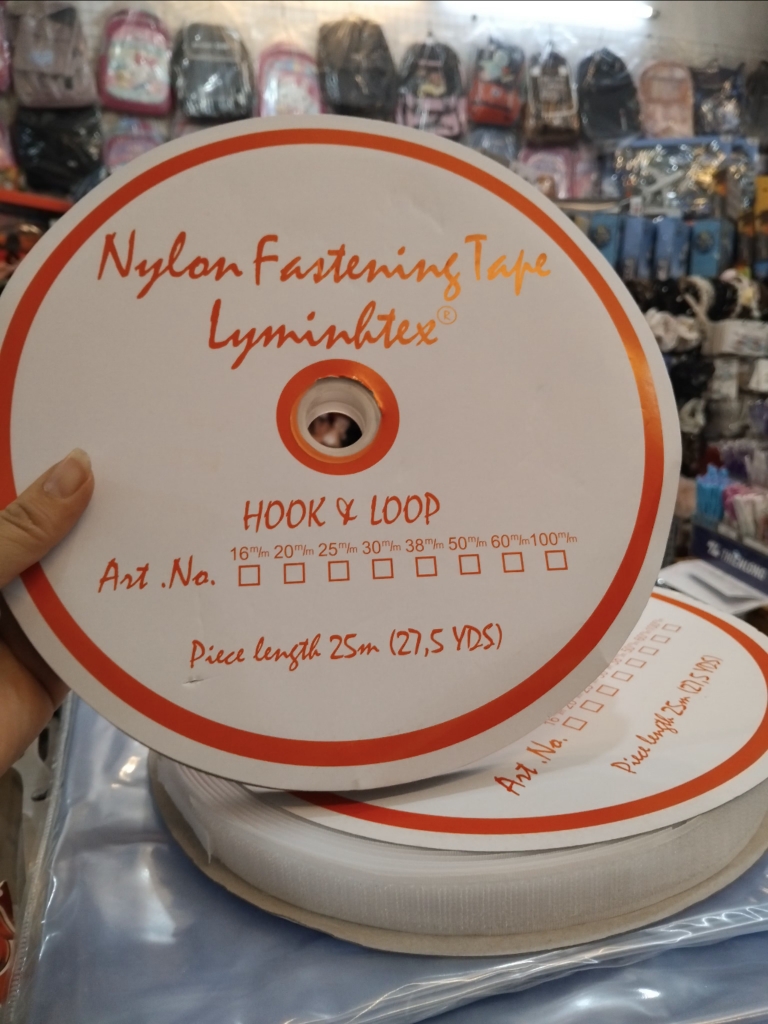 Nylon Fastening Tape
Lyminhtex®
HOOK & LOOP
16m/m 20m/m 25m/m 30m/m 38m/m 50m/m 60m/m 100m/m
Art .No.
Piece length 25m (27,5 YDS)
Art .No.
Piece length 25m (27,5 YDS)